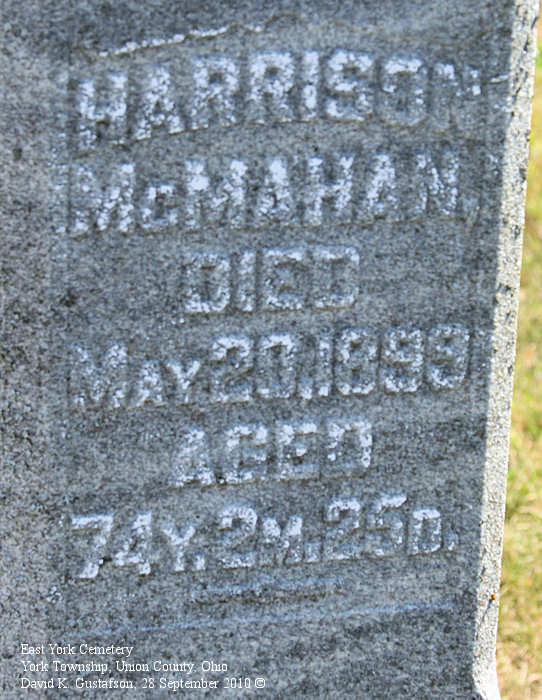 HARRISON
McMAHAN,
DIED
MAY 20, 1899
AGED
74Y. 2M. 25D.
East York Cemetery
York Township, Union County, Ohio
David K. Gustafson, 28 September 2010 ©